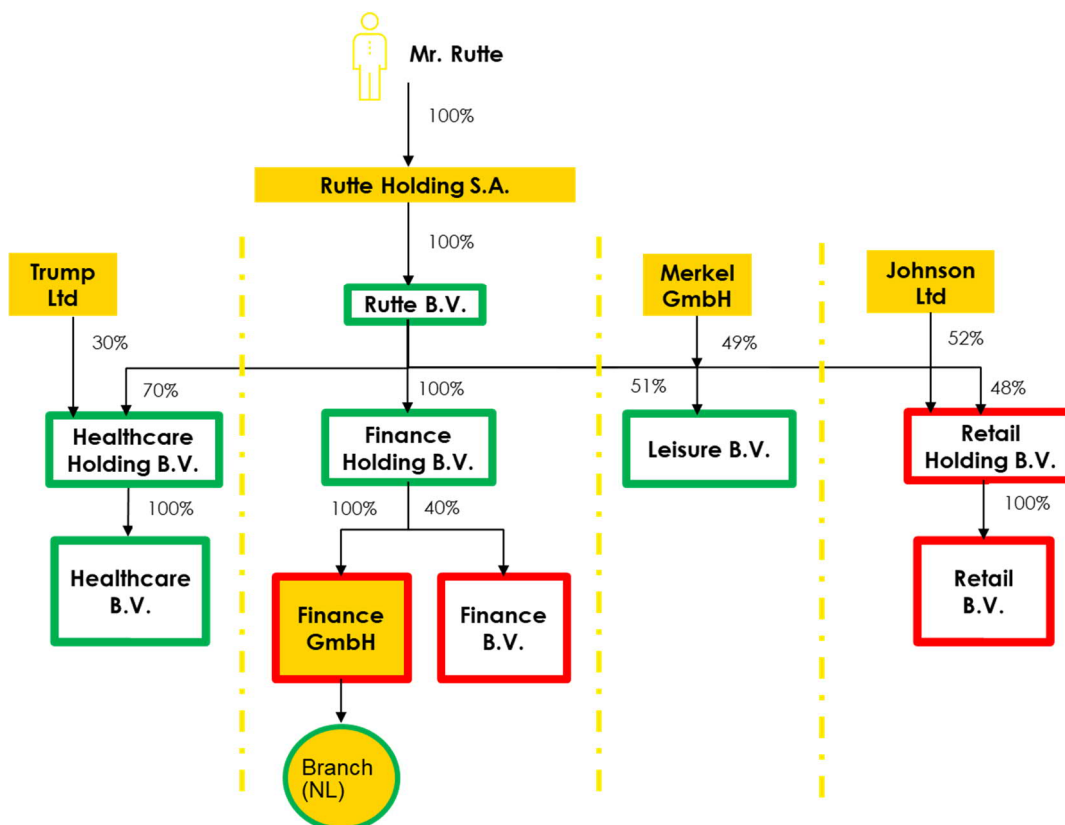 Mr. Rutte
100%
Rutte Holding S.A.
100%
Trump
Ltd
Merkel
GmbH
Johnson
Ltd
Rutte B.V.
30%
49%
52%
70%
100%
51%
48%
Healthcare
Holding B.V.
Finance
Holding B.V.
Leisure B.V.
Retail
Holding B.V.
100%
100%
40%
100%
Healthcare
B.V.
Finance
GmbH
Finance
B.V.
Retail
B.V.
Branch
(NL)